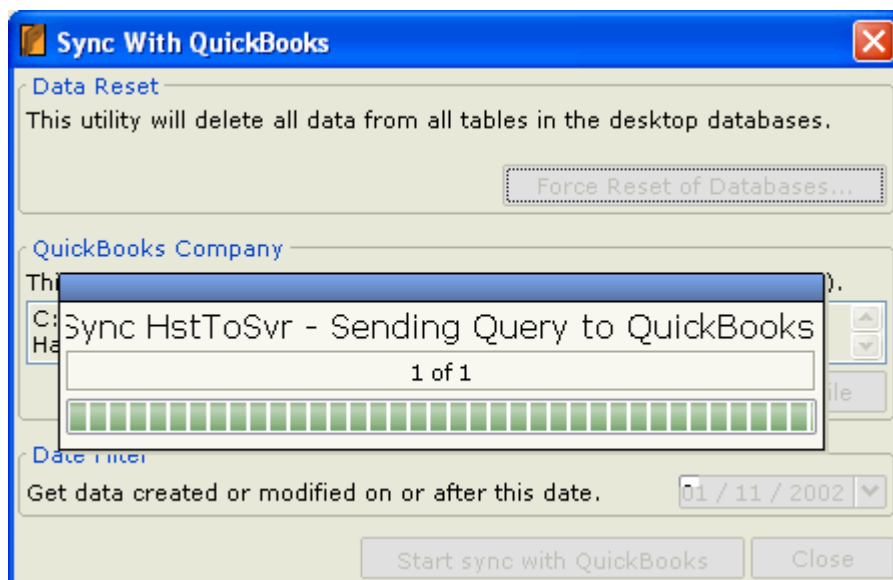 Sync With QuickBooks
Data Reset
This utility will delete all data from all tables in the desktop databases.
Force Reset of Databases...
QuickBooks Company
).
C:
Sync HstToSvr - Sending Query to QuickBooks
1 of 1
Date Filter
Get data created or modified on or after this date.
01 / 11 / 2002
Start sync with QuickBooks
Close